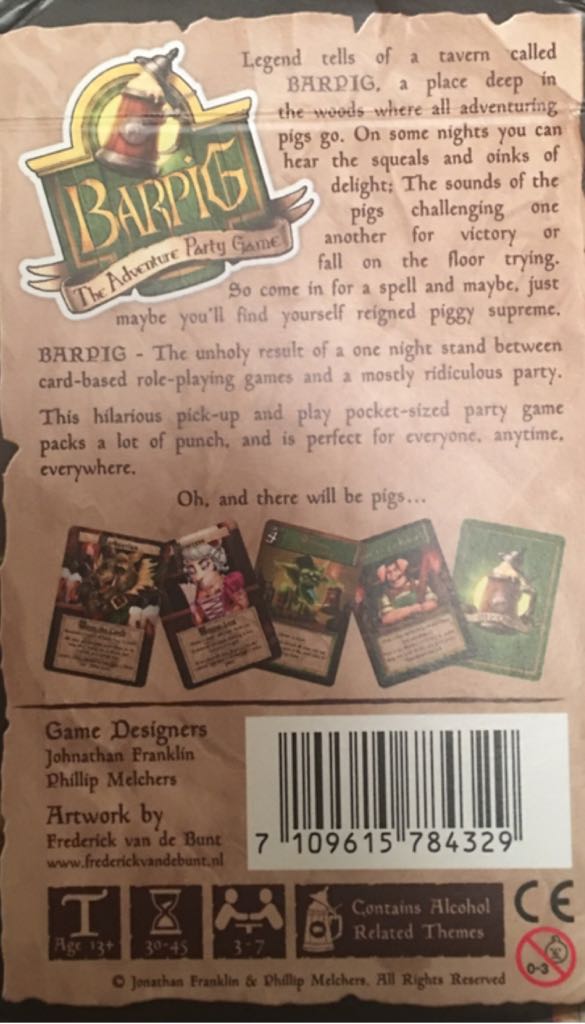 BARPIG
The Adventure Party Game
Legend tells of a tavern called
BARPIG, a place deep in
the woods where all adventuring
pigs go. On some nights you can
hear the squeals and oinks of
delight; The sounds of the
pigs challenging one
another for victory or
fall on the floor trying.
So come in for a spell and maybe, just
maybe you'll find yourself reigned piggy supreme.
BARPIG - The unholy result of a one night stand between
card-based role-playing games and a mostly ridiculous party.
This hilarious pick-up and play pocket-sized party game
packs a lot of punch, and is perfect for everyone, anytime,
everywhere.
Oh, and there will be pigs...
Game Designers
Johnathan Franklin
Phillip Melchers
Artwork by
Frederick van de Bunt
www.frederickvandebunt.nl
7 109615 784329
Age 13+
30-45
3-7
Contains Alcohol
Related Themes
CE
0-3
© Jonathan Franklin & Phillip Melchers. All Rights Reserved